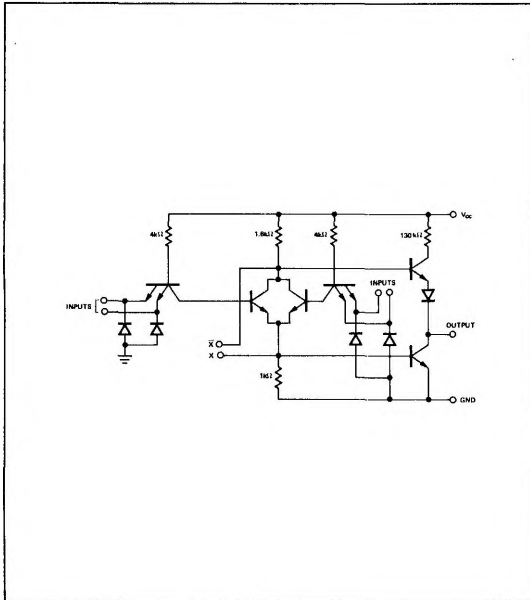 Vcc
4kΩ
1.6kΩ
4kΩ
130kΩ
INPUTS
INPUTS
OUTPUT
X̅
X
1kΩ
GND